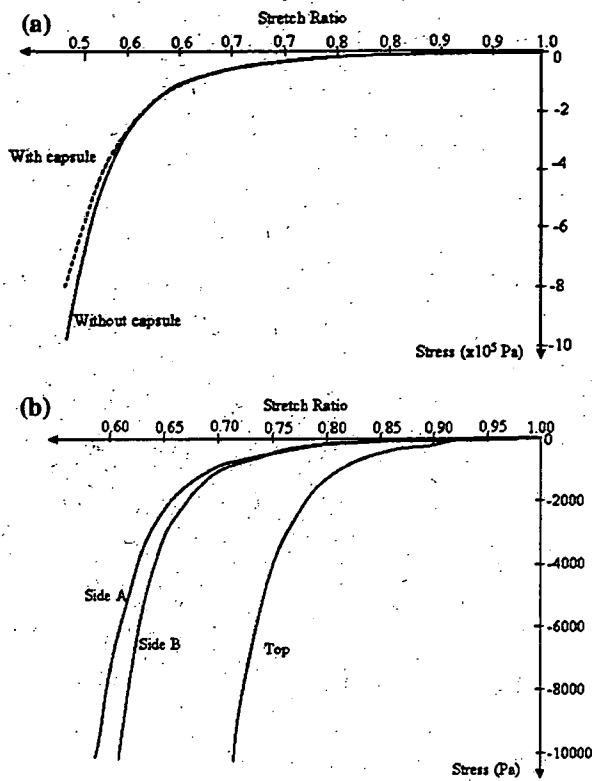 (a)
Stretch Ratio
0,5 0,6 0,6 0,7 0,7 0,8 0,8 0,9 0,9 1.0
0
-2
With capsule
-4
-6
-8
Without capsule
-10
Stress (x10⁵ Pa)
(b)
Stretch Ratio
0,60 0,65 0,70 0,75 0,80 0,85 0,90 0,95 1.00
0
-2000
-4000
Side A
-6000
Side B
Top
-8000
-10000
Stress (Pa)